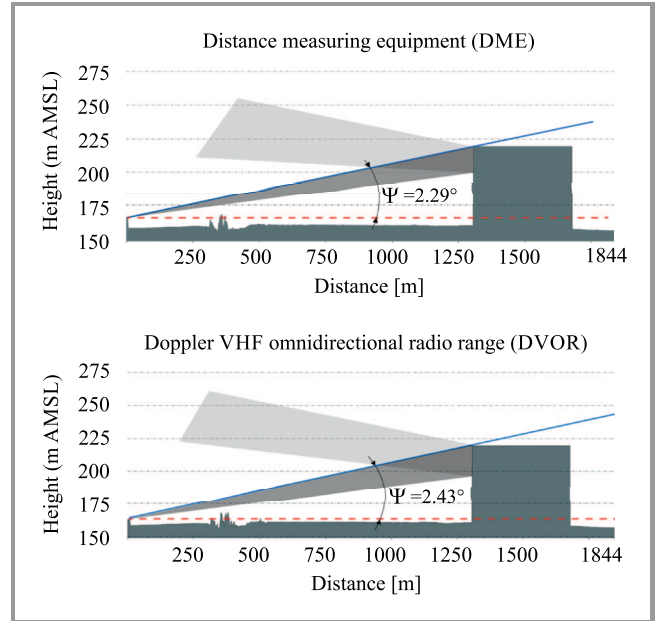 Distance measuring equipment (DME)
Height (m AMSL)
275
250
225
200
175
150
Ψ =2.29°
250 500 750 1000 1250 1500 1844
Distance [m]
Doppler VHF omnidirectional radio range (DVOR)
Height (m AMSL)
275
250
225
200
175
150
Ψ =2.43°
250 500 750 1000 1250 1500 1844
Distance [m]